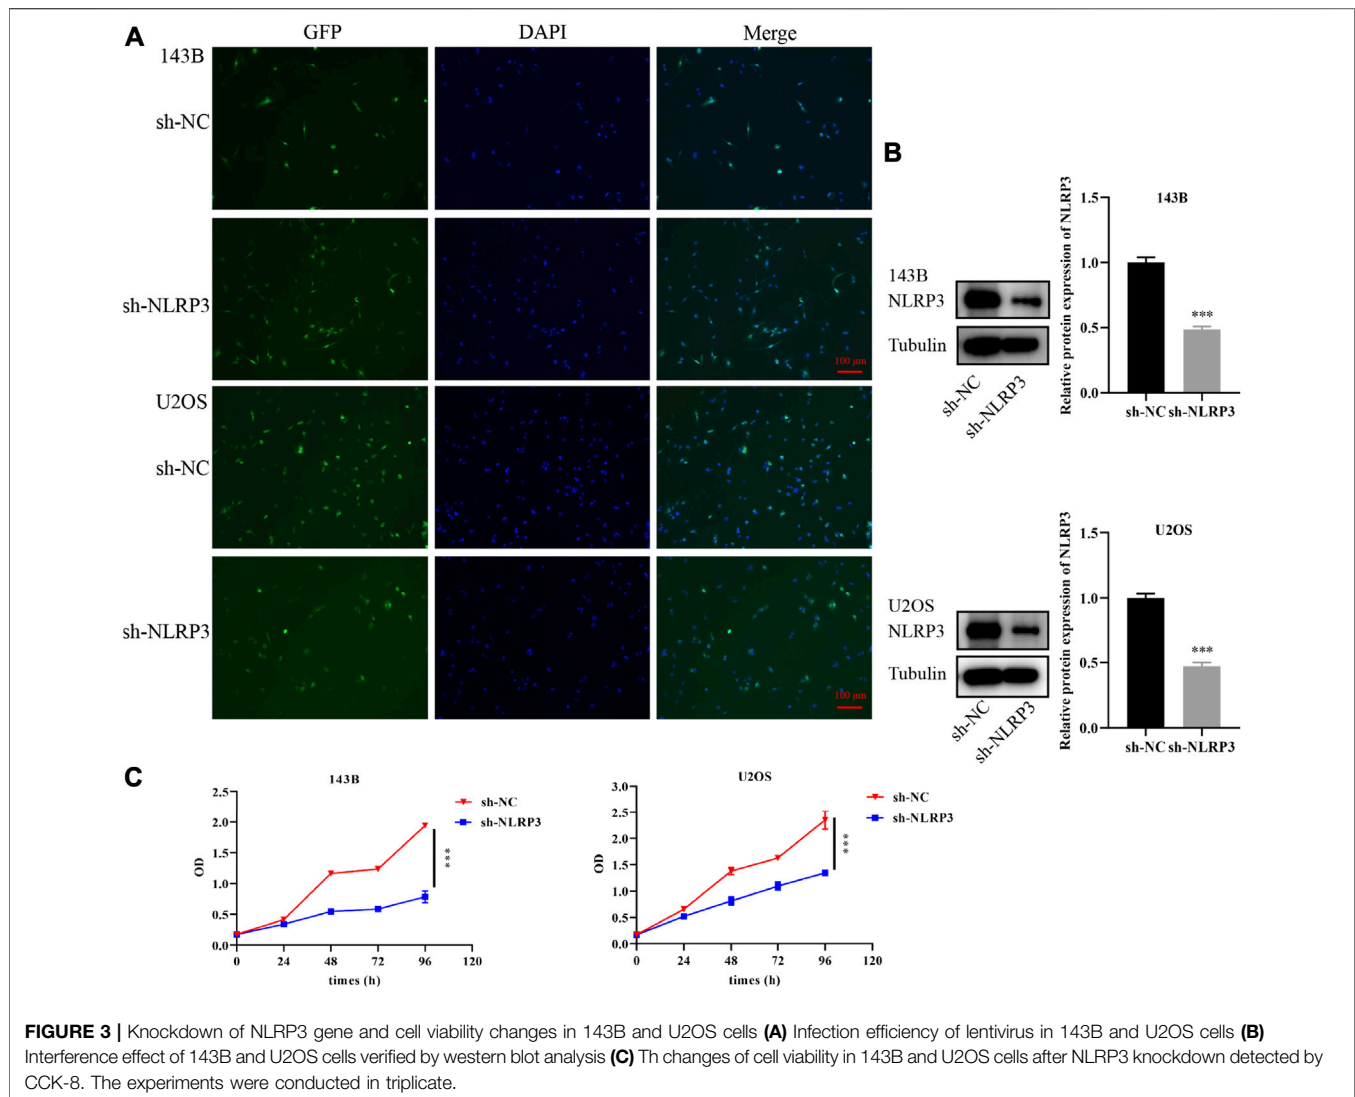 A
GFP
DAPI
Merge
143B
sh-NC
sh-NLRP3
100 μm
U2OS
sh-NC
sh-NLRP3
100 μm
B
143B
NLRP3
Tubulin
sh-NC
sh-NLRP3
Relative protein expression of NLRP3
143B
1.5
1.0
0.5
0.0
***
sh-NC sh-NLRP3
U2OS
NLRP3
Tubulin
sh-NC
sh-NLRP3
Relative protein expression of NLRP3
U2OS
1.5
1.0
0.5
0.0
***
sh-NC sh-NLRP3
C
143B
OD
2.5
2.0
1.5
1.0
0.5
0.0
0 24 48 72 96 120
times (h)
sh-NC
sh-NLRP3
***
U2OS
OD
3.0
2.5
2.0
1.5
1.0
0.5
0.0
0 24 48 72 96 120
times (h)
sh-NC
sh-NLRP3
***
FIGURE 3 | Knockdown of NLRP3 gene and cell viability changes in 143B and U2OS cells (A) Infection efficiency of lentivirus in 143B and U2OS cells (B)
Interference effect of 143B and U2OS cells verified by western blot analysis (C) Th changes of cell viability in 143B and U2OS cells after NLRP3 knockdown detected by
CCK-8. The experiments were conducted in triplicate.